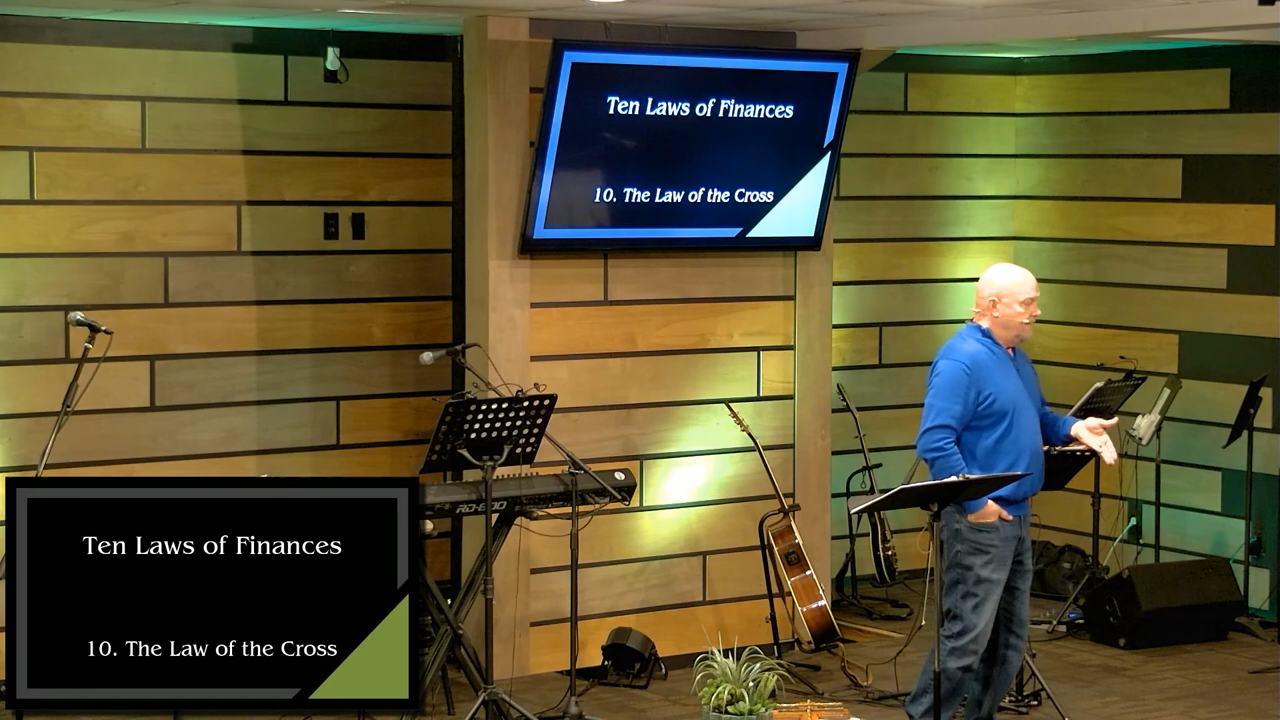 Ten Laws of Finances
10. The Law of the Cross
RD-800
Ten Laws of Finances
10. The Law of the Cross